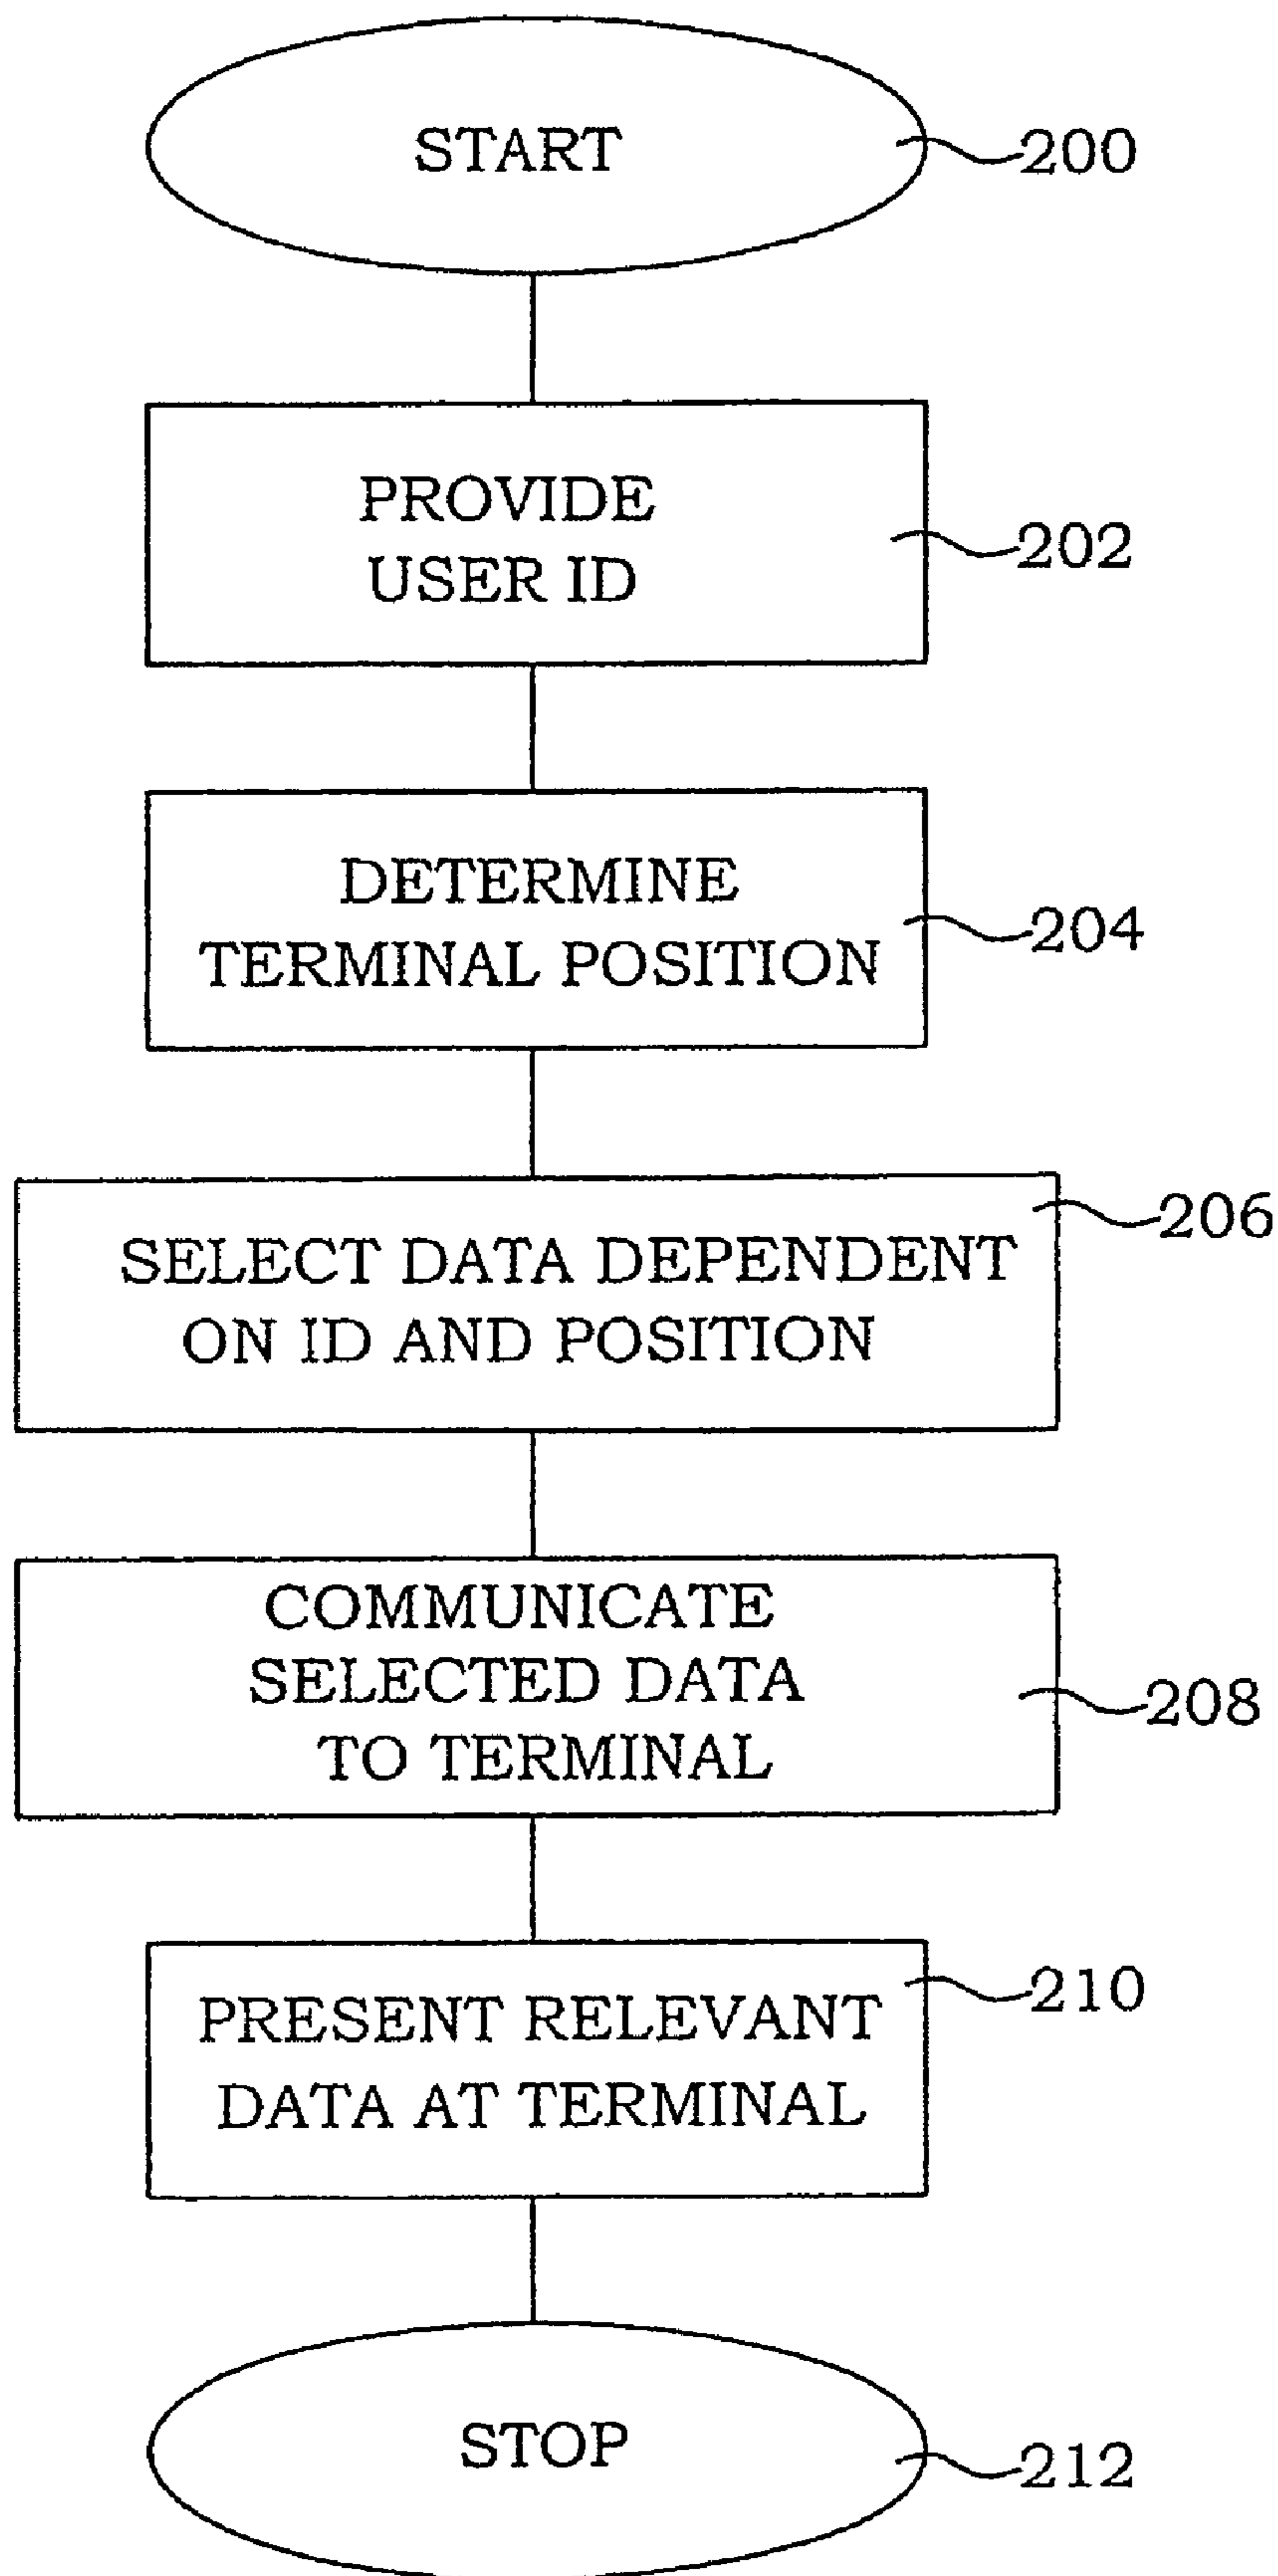 START
200
PROVIDE
USER ID
202
DETERMINE
TERMINAL POSITION
204
SELECT DATA DEPENDENT
ON ID AND POSITION
206
COMMUNICATE
SELECTED DATA
TO TERMINAL
208
PRESENT RELEVANT
DATA AT TERMINAL
210
STOP
212